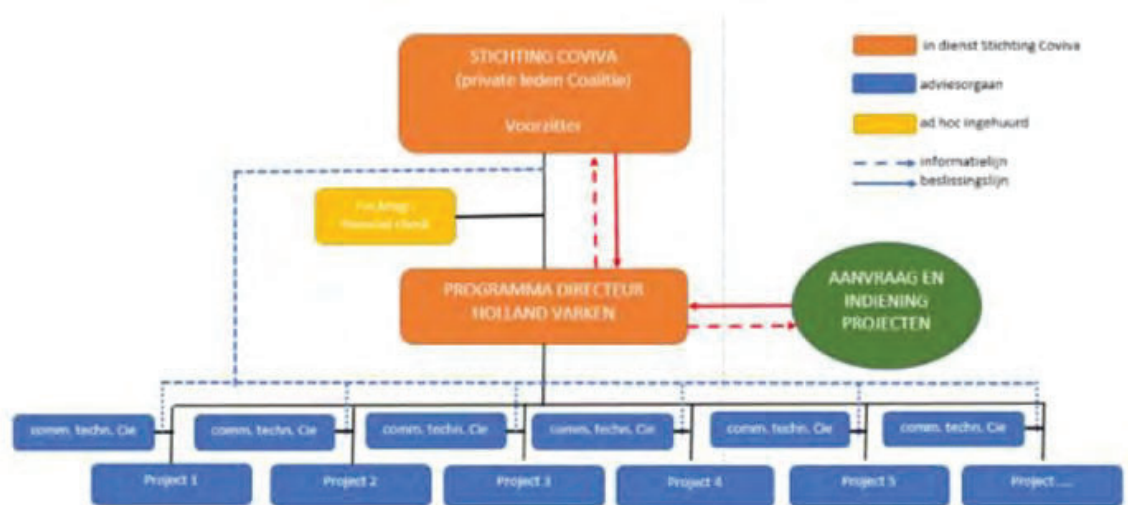 STICHTING COVIVA
(private leden Coalitie)
Voorzitter
in dienst Stichting Coviva
adviesorgaan
ad hoc ingehuurd
informatielijn
beslissingslijn
financial check
PROGRAMMA DIRECTEUR
HOLLAND VARKEN
AANVRAAG EN
INDIENING
PROJECTEN
comm. techn. Cie
comm. techn. Cie
comm. techn. Cie
comm. techn. Cie
comm. techn. Cie
comm. techn. Cie
Project 1
Project 2
Project 3
Project 4
Project 5
Project .....